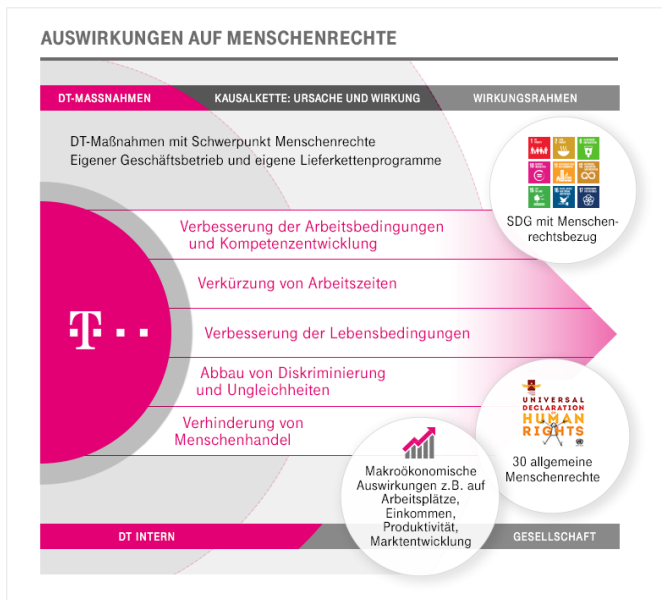 AUSWIRKUNGEN AUF MENSCHENRECHTE
DT-MASSNAHMEN
KAUSALKETTE: URSACHE UND WIRKUNG
WIRKUNGSRAHMEN
DT-Maßnahmen mit Schwerpunkt Menschenrechte
Eigener Geschäftsbetrieb und eigene Lieferkettenprogramme
SDG mit Menschen-
rechtsbezug
Verbesserung der Arbeitsbedingungen
und Kompetenzentwicklung
Verkürzung von Arbeitszeiten
T
Verbesserung der Lebensbedingungen
Abbau von Diskriminierung
und Ungleichheiten
Verhinderung von
Menschenhandel
UNIVERSAL
DECLARATION
HUMAN
RIGHTS
30 allgemeine
Menschenrechte
Makroökonomische
Auswirkungen z.B. auf
Arbeitsplätze,
Einkommen,
Produktivität,
Marktentwicklung
DT INTERN
GESELLSCHAFT